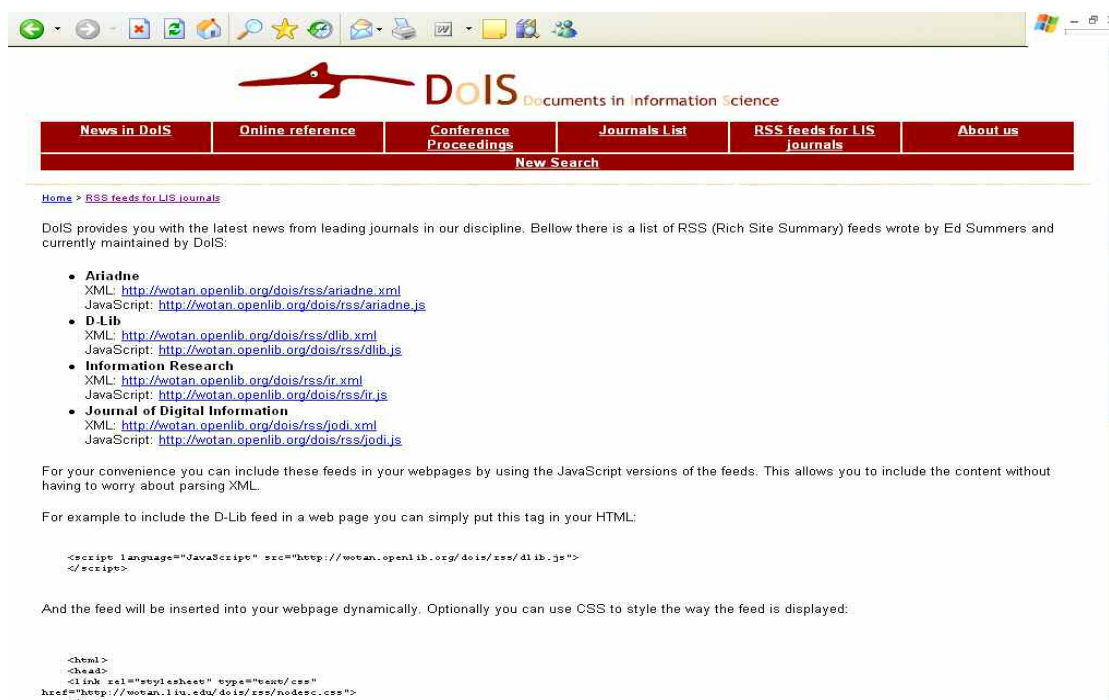 DoIS Documents in Information Science
News in DoIS Online reference Conference Proceedings Journals List RSS feeds for LIS journals About us
New Search
Home > RSS feeds for LIS journals
DoIS provides you with the latest news from leading journals in our discipline. Bellow there is a list of RSS (Rich Site Summary) feeds wrote by Ed Summers and
currently maintained by DoIS:
• Ariadne
XML: http://wotan.openlib.org/dois/rss/ariadne.xml
JavaScript: http://wotan.openlib.org/dois/rss/ariadne.js
• D-Lib
XML: http://wotan.openlib.org/dois/rss/dlib.xml
JavaScript: http://wotan.openlib.org/dois/rss/dlib.js
• Information Research
XML: http://wotan.openlib.org/dois/rss/ir.xml
JavaScript: http://wotan.openlib.org/dois/rss/ir.js
• Journal of Digital Information
XML: http://wotan.openlib.org/dois/rss/jodi.xml
JavaScript: http://wotan.openlib.org/dois/rss/jodi.js
For your convenience you can include these feeds in your webpages by using the JavaScript versions of the feeds. This allows you to include the content without
having to worry about parsing XML.
For example to include the D-Lib feed in a web page you can simply put this tag in your HTML:
<script language="JavaScript" src="http://wotan.openlib.org/dois/rss/dlib.js">
</script>
And the feed will be inserted into your webpage dynamically. Optionally you can use CSS to style the way the feed is displayed:
<html>
<head>
<link rel="stylesheet" type="text/css"
href="http://wotan.liu.edu/dois/rss/nodesc.css">